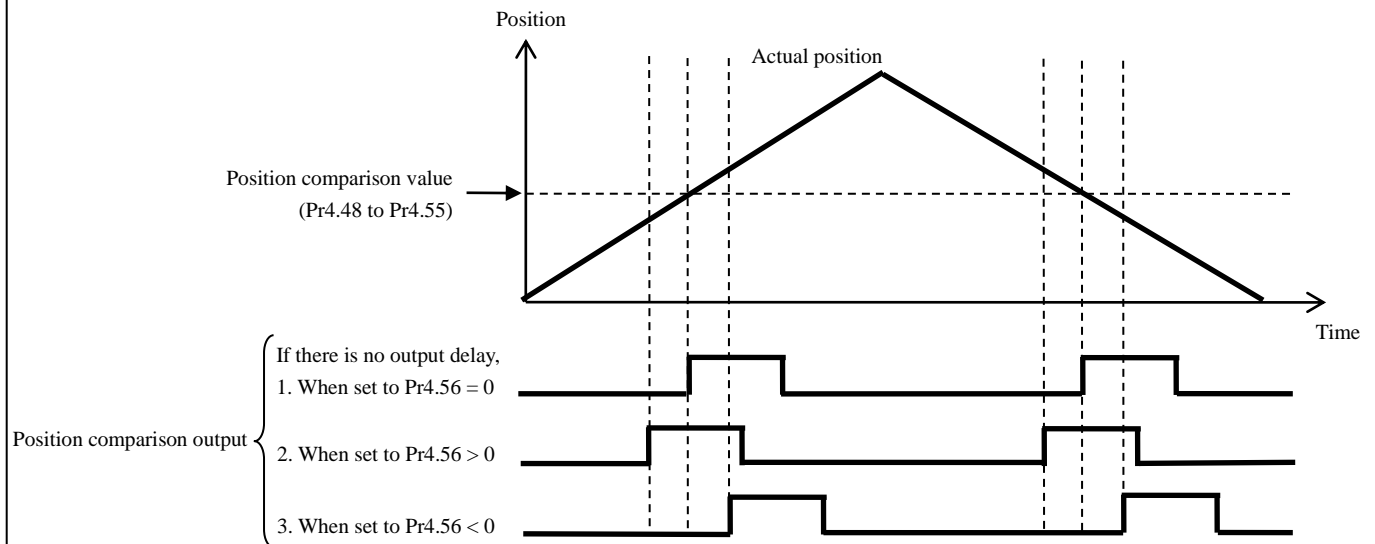 Position
Actual position
Position comparison value
(Pr4.48 to Pr4.55)
Time
If there is no output delay,
1. When set to Pr4.56 = 0
Position comparison output
2. When set to Pr4.56 > 0
3. When set to Pr4.56 < 0